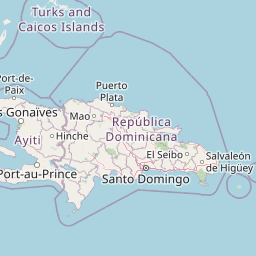 Turks and
Caicos Islands
Port-de-
Paix
Puerto
Plata
s Gonaïves
Mao
República
Dominicana
Hinche
Ayiti
El Seibo
Salvaleón
de Higüey
Port-au-Prince
Santo Domingo